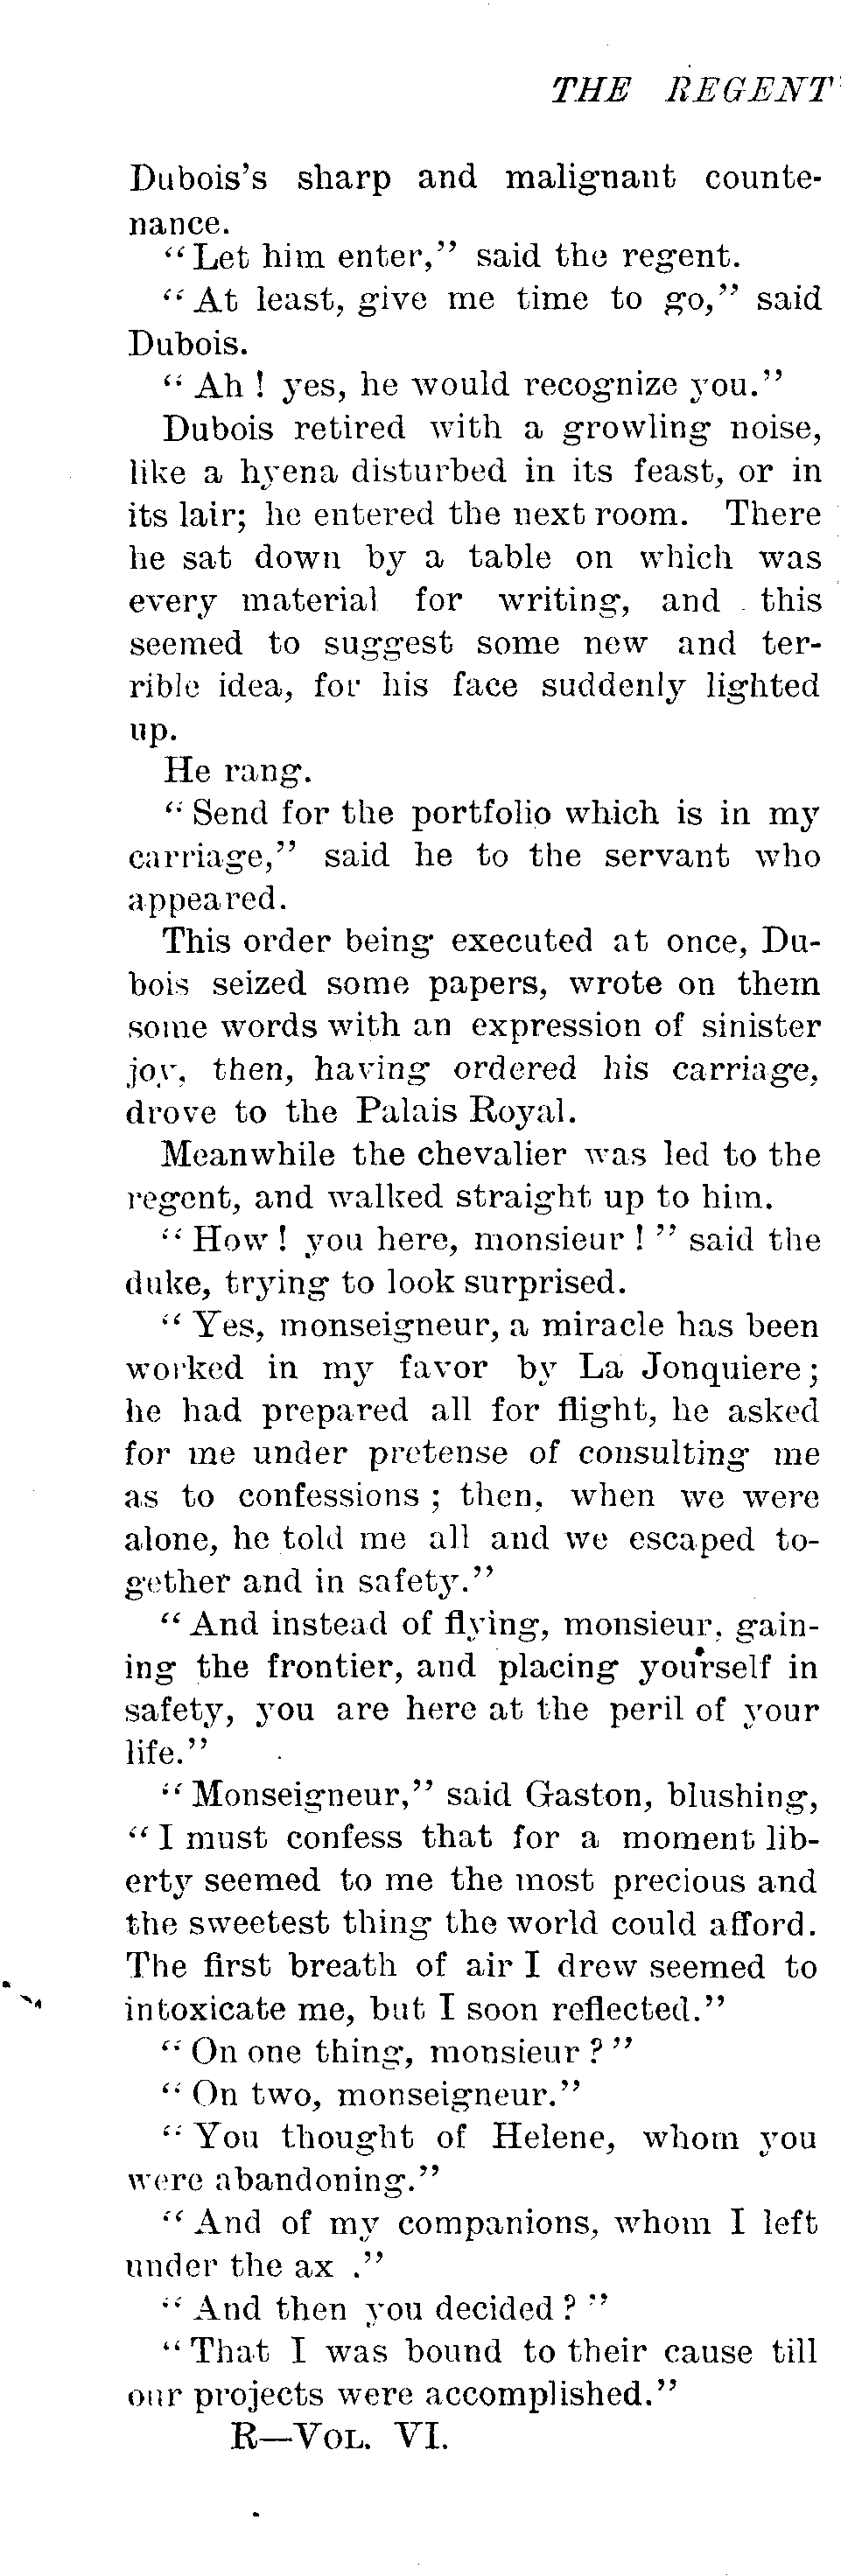 THE REGENT'
Dubois's sharp and malignant counte-
nance.
"Let him enter," said the regent.
"At least, give me time to go," said
Dubois.
"Ah! yes, he would recognize you."
Dubois retired with a growling noise,
like a hyena disturbed in its feast, or in
its lair; he entered the next room. There
he sat down by a table on which was
every material for writing, and this
seemed to suggest some new and ter-
rible idea, for his face suddenly lighted
up.
He rang.
"Send for the portfolio which is in my
carriage," said he to the servant who
appeared.
This order being executed at once, Du-
bois seized some papers, wrote on them
some words with an expression of sinister
joy, then, having ordered his carriage,
drove to the Palais Royal.
Meanwhile the chevalier was led to the
regent, and walked straight up to him.
"How! you here, monsieur!" said the
duke, trying to look surprised.
"Yes, monseigneur, a miracle has been
worked in my favor by La Jonquiere;
he had prepared all for flight, he asked
for me under pretense of consulting me
as to confessions; then, when we were
alone, he told me all and we escaped to-
gether and in safety."
"And instead of flying, monsieur, gain-
ing the frontier, and placing yourself in
safety, you are here at the peril of your
life."
"Monseigneur," said Gaston, blushing,
"I must confess that for a moment lib-
erty seemed to me the most precious and
the sweetest thing the world could afford.
The first breath of air I drew seemed to
intoxicate me, but I soon reflected."
"On one thing, monsieur?"
"On two, monseigneur."
"You thought of Helene, whom you
were abandoning."
"And of my companions, whom I left
under the ax ."
"And then you decided?"
"That I was bound to their cause till
our projects were accomplished."
R—VOL. VI.